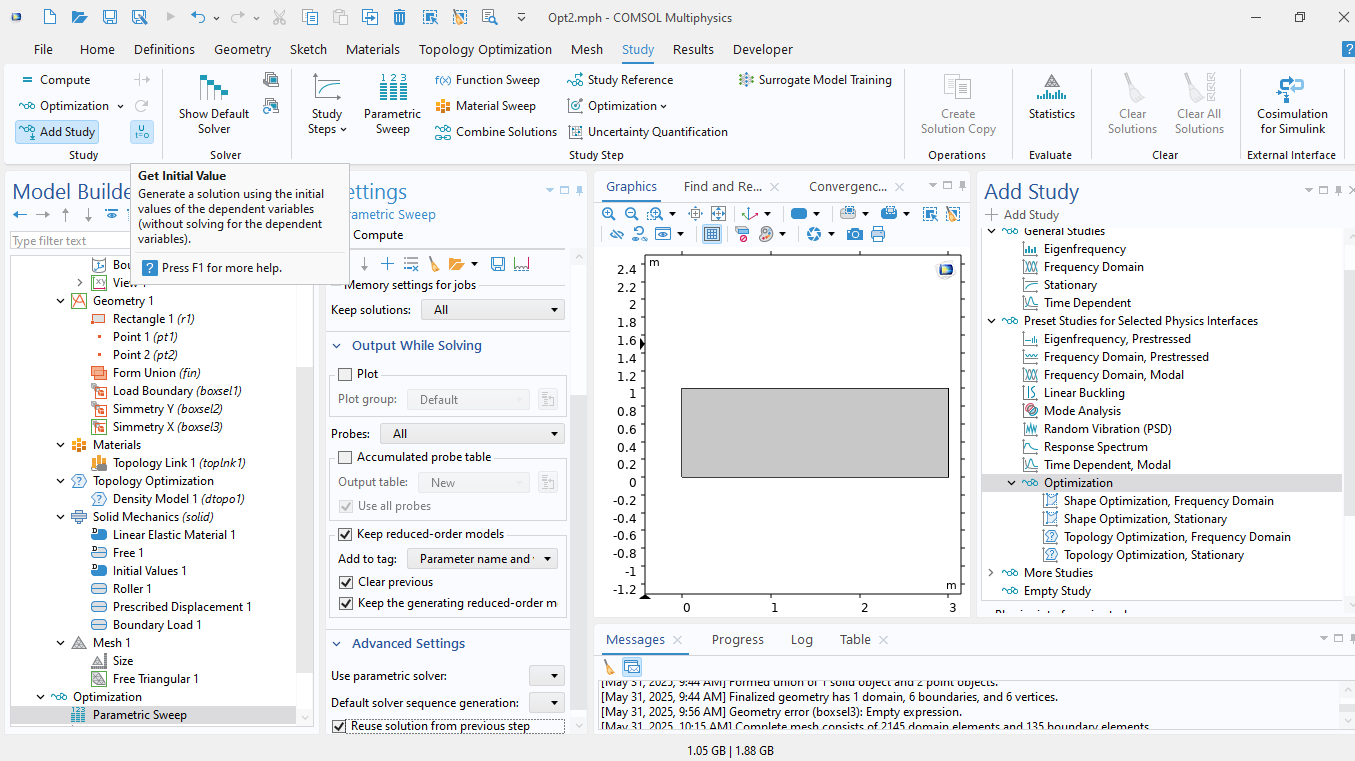 Opt2.mph - COMSOL Multiphysics
File
Home
Definitions
Geometry
Sketch
Materials
Topology Optimization
Mesh
Study
Results
Developer
?
= Compute
Optimization
Add Study
U
t=0
Study
Show Default
Solver
Solver
Study
Steps
1 2 3
Parametric
Sweep
f(x) Function Sweep
Material Sweep
Combine Solutions
Study Reference
Optimization
Uncertainty Quantification
Surrogate Model Training
Study Step
Create
Solution Copy
Operations
Statistics
Evaluate
Clear
Solutions
Clear All
Solutions
Clear
Cosimulation
for Simulink
External Interface
Get Initial Value
Generate a solution using the initial
values of the dependent variables
(without solving for the dependent
variables).
? Press F1 for more help.
Model Builde
Type filter text
Bou
Geometry 1
Rectangle 1 (r1)
Point 1 (pt1)
Point 2 (pt2)
Form Union (fin)
Load Boundary (boxsel1)
Simmetry Y (boxsel2)
Simmetry X (boxsel3)
Materials
Topology Link 1 (toplnk1)
Topology Optimization
Density Model 1 (dtopo1)
Solid Mechanics (solid)
Linear Elastic Material 1
Free 1
Initial Values 1
Roller 1
Prescribed Displacement 1
Boundary Load 1
Mesh 1
Size
Free Triangular 1
Optimization
Parametric Sweep
ettings
rametric Sweep
Compute
Memory settings for jobs
Keep solutions:
All
Output While Solving
Plot
Plot group:
Default
Probes:
All
Accumulated probe table
Output table:
New
Use all probes
Keep reduced-order models
Add to tag:
Parameter name and
Clear previous
Keep the generating reduced-order m
Advanced Settings
Use parametric solver:
Default solver sequence generation:
Reuse solution from previous step
Graphics
Find and Re...
Convergenc...
m
2.4
2.2
2
1.8
1.6
1.4
1.2
1
0.8
0.6
0.4
0.2
0
-0.2
-0.4
-0.6
-0.8
-1
-1.2
m
0
1
2
3
Messages
Progress
Log
Table
[May 31, 2025, 9:44 AM] Formed union of 1 solid object and 2 point objects.
[May 31, 2025, 9:44 AM] Finalized geometry has 1 domain, 6 boundaries, and 6 vertices.
[May 31, 2025, 9:56 AM] Geometry error (boxsel3): Empty expression.
[May 31, 2025, 10:15 AM] Complete mesh consists of 2145 domain elements and 135 boundary elements.
Add Study
Add Study
General Studies
Eigenfrequency
Frequency Domain
Stationary
Time Dependent
Preset Studies for Selected Physics Interfaces
Eigenfrequency, Prestressed
Frequency Domain, Prestressed
Frequency Domain, Modal
Linear Buckling
Mode Analysis
Random Vibration (PSD)
Response Spectrum
Time Dependent, Modal
Optimization
Shape Optimization, Frequency Domain
Shape Optimization, Stationary
Topology Optimization, Frequency Domain
Topology Optimization, Stationary
More Studies
Empty Study
1.05 GB | 1.88 GB